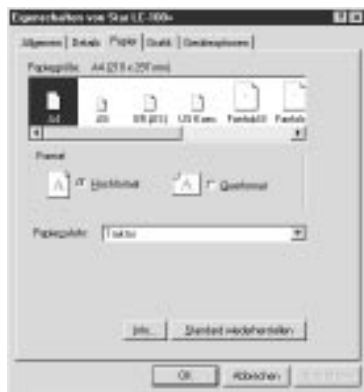 Eigenschaften von Star LC-100+
Allgemein Details Papier Grafik Geräteoptionen
Papiergröße: A4 (210 x 297 mm)
A4 A5
Format
Hochformat Querformat
Papierzufuhr: Traktor
Info... Standard wiederherstellen
OK Abbrechen